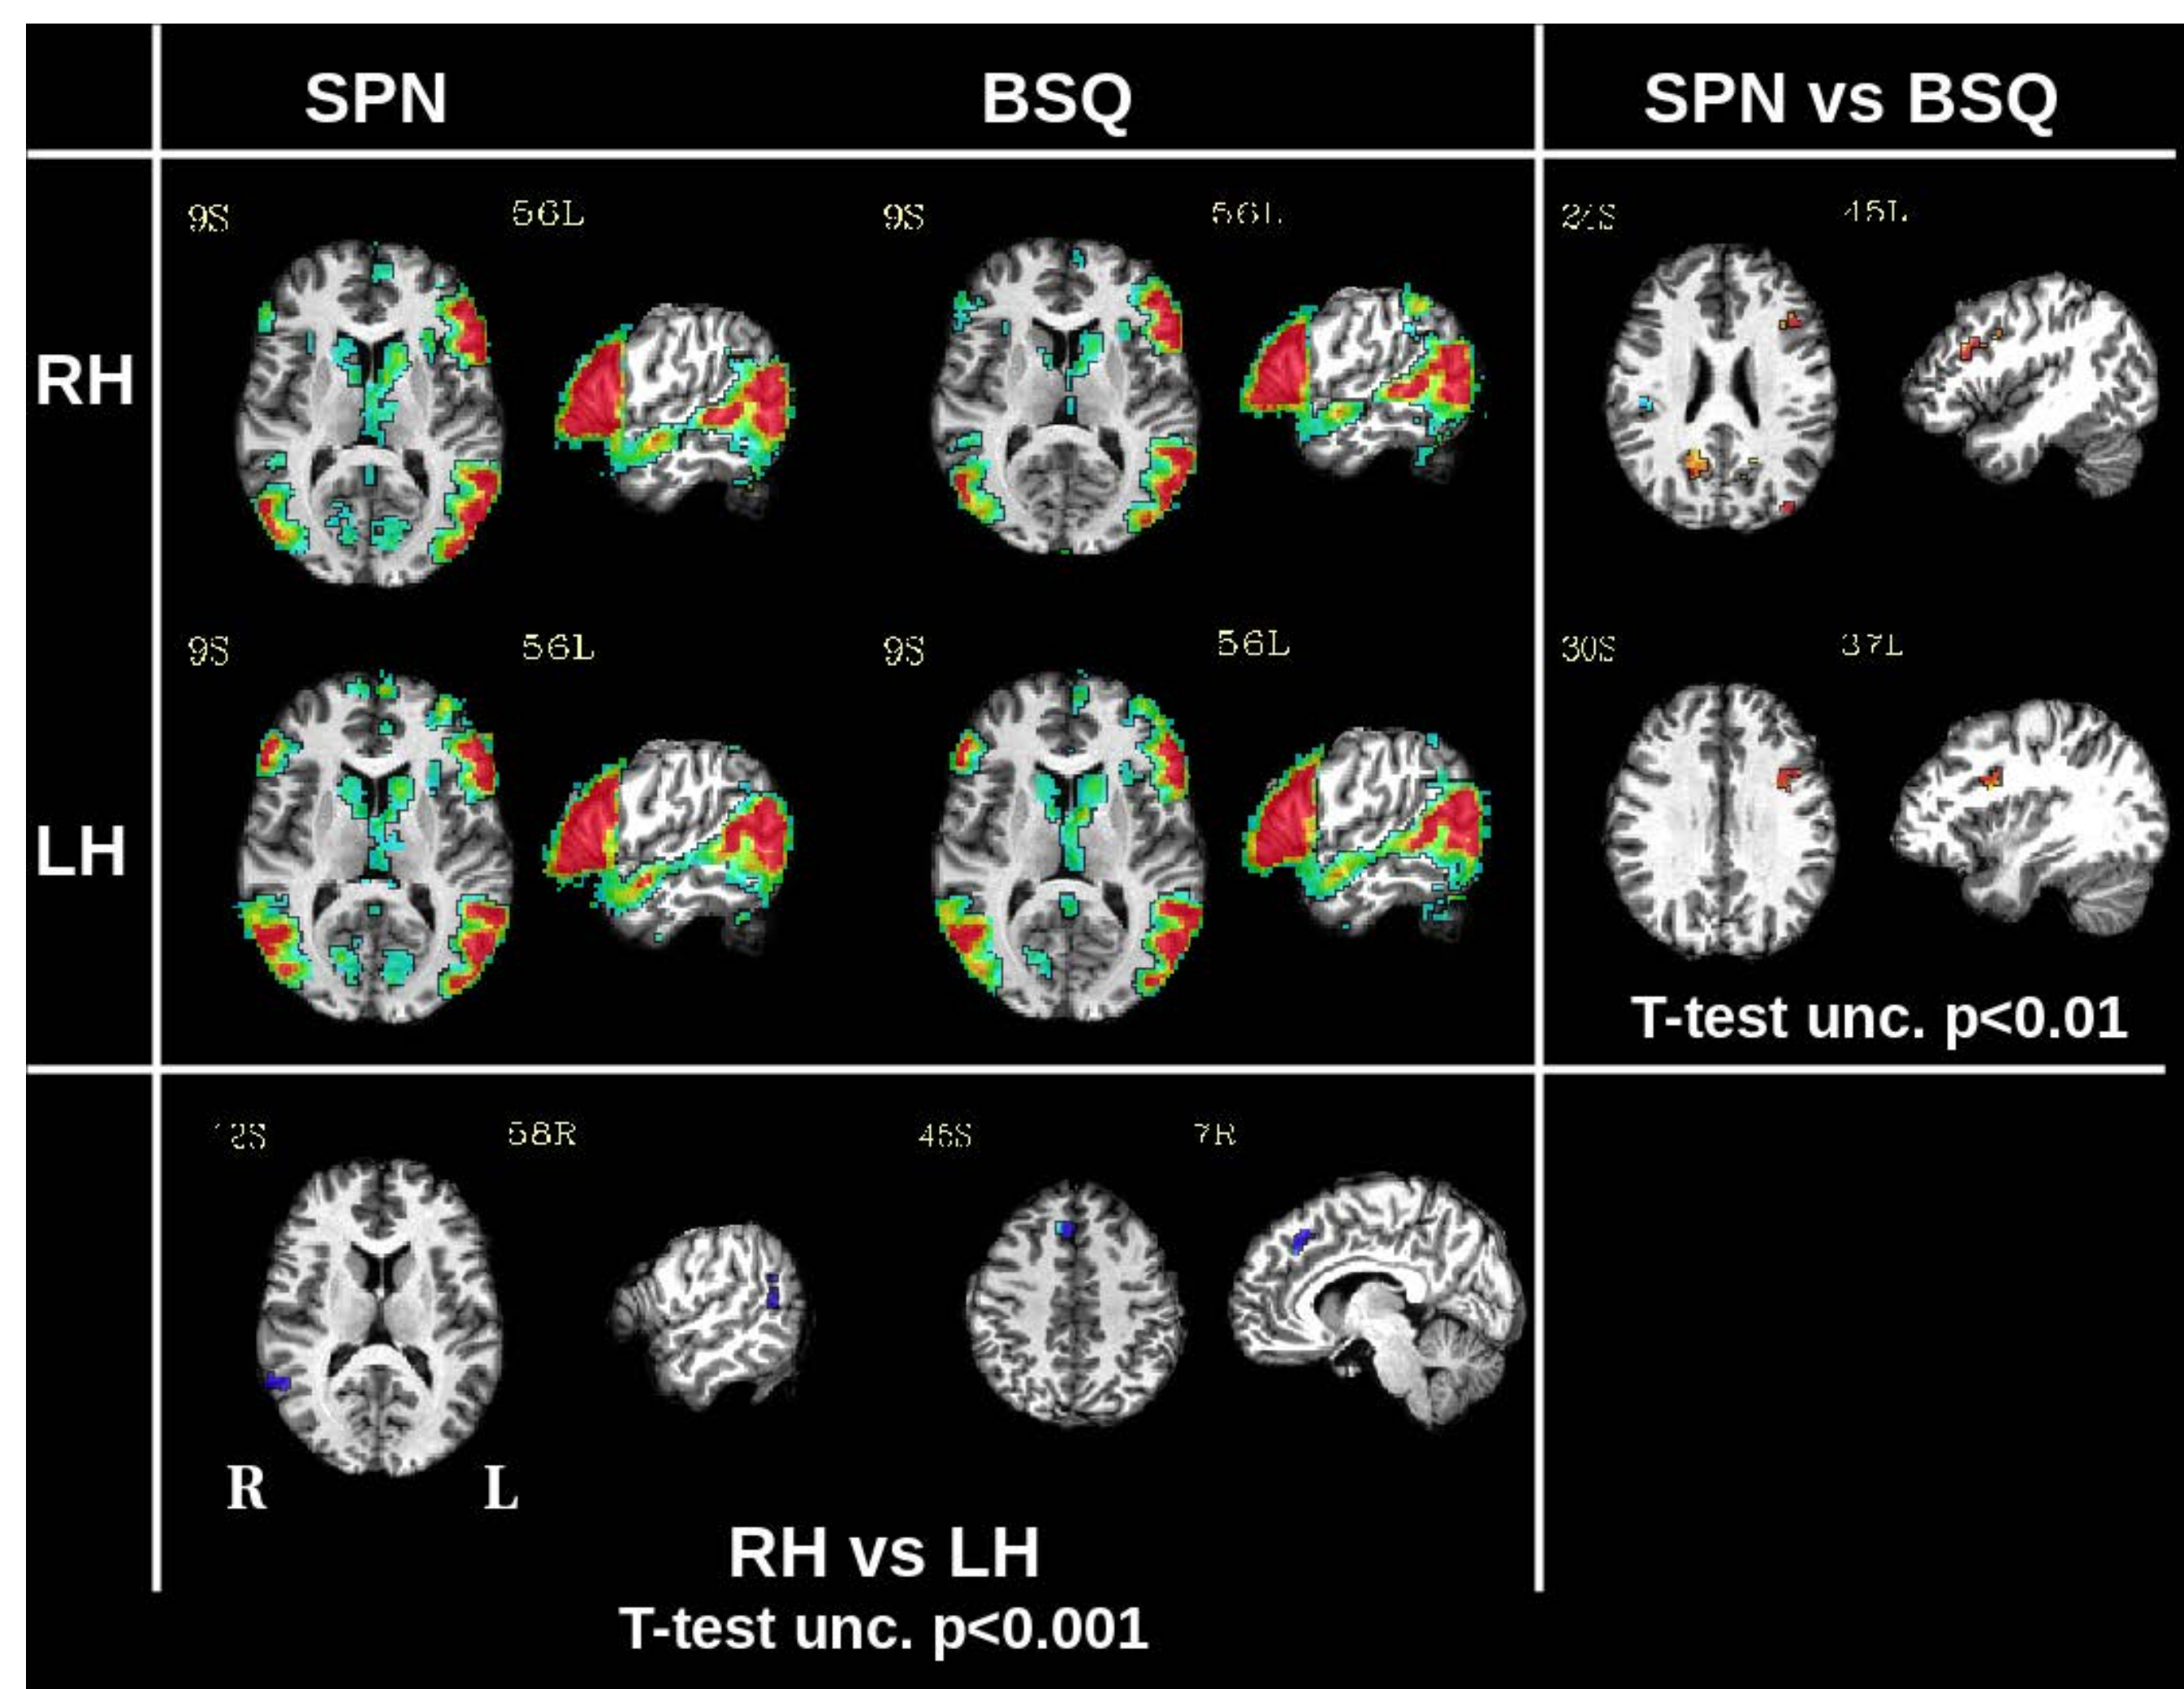 SPN BSQ SPN vs BSQ
RH
9S 56L 9S 56L 45L
LH
9S 56L 9S 56L 30S 37L
T-test unc. p<0.01
58R 7R
R L
RH vs LH
T-test unc. p<0.001